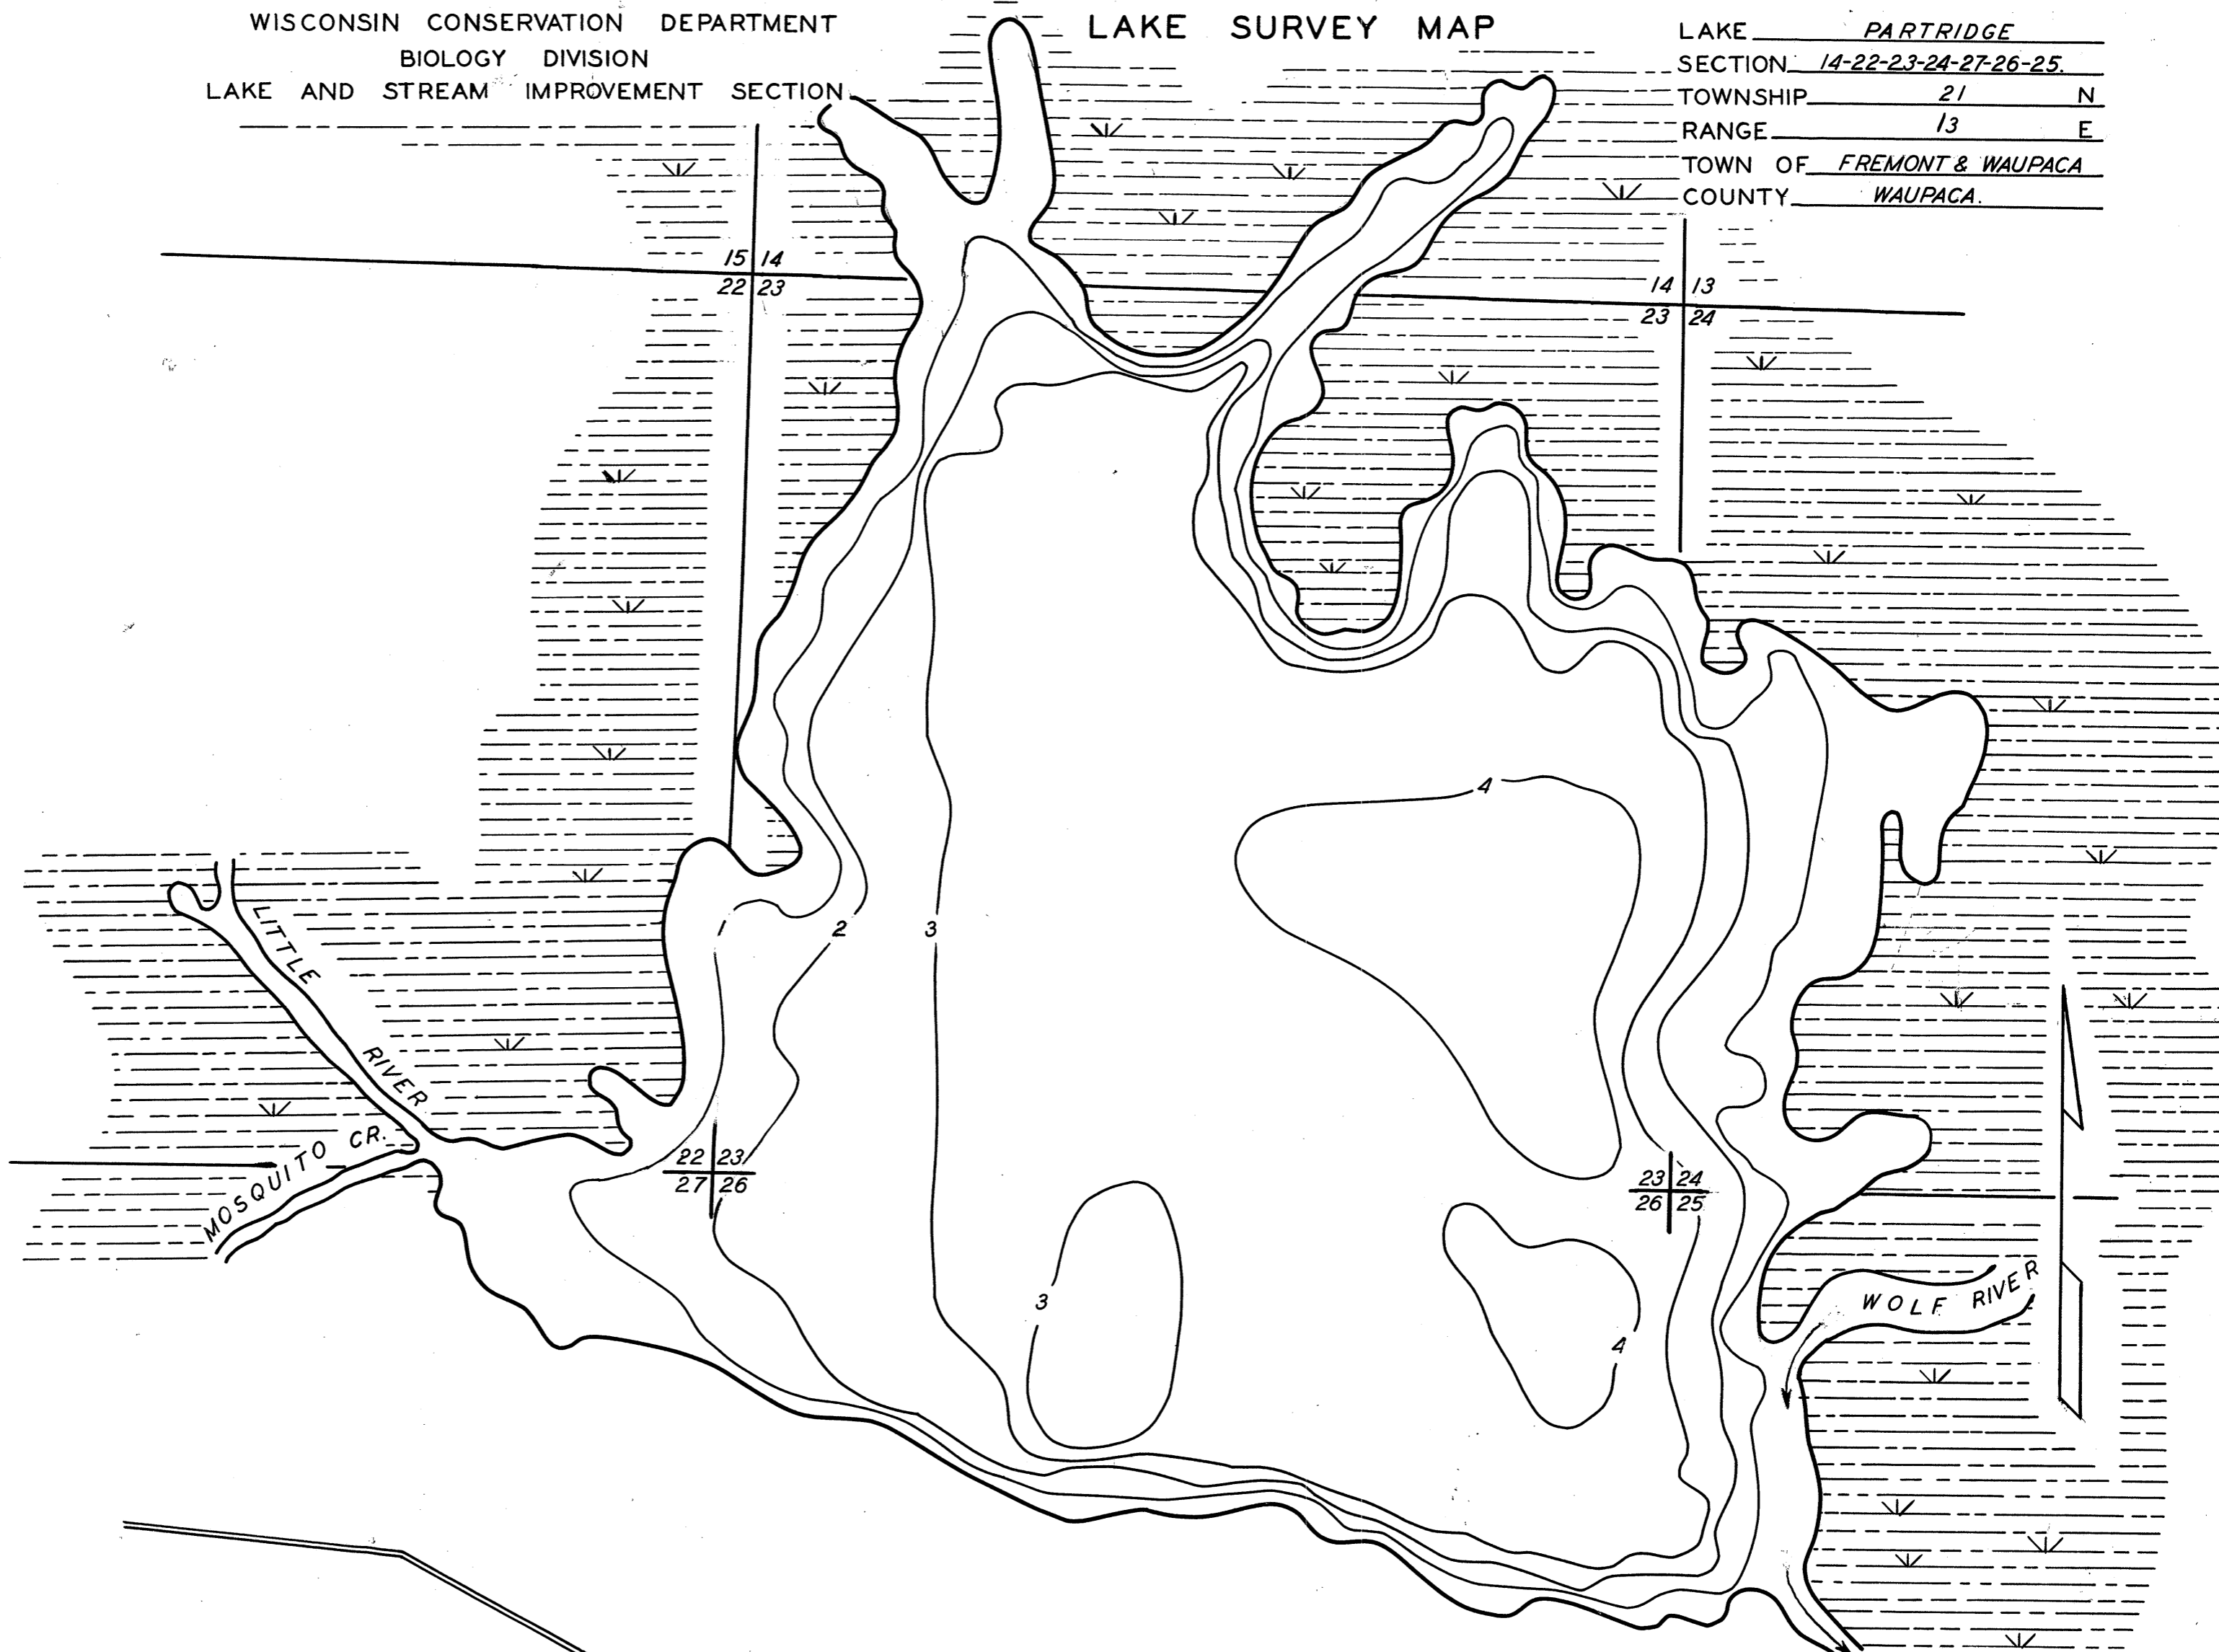 WISCONSIN CONSERVATION DEPARTMENT
BIOLOGY DIVISION
LAKE AND STREAM IMPROVEMENT SECTION
LAKE SURVEY MAP
LAKE PARTRIDGE
SECTION 14-22-23-24-27-26-25.
TOWNSHIP 21 N
RANGE 13 E
TOWN OF FREMONT & WAUPACA
COUNTY WAUPACA.
15 14
22 23
14 13
23 24
4
1
2
3
LITTLE RIVER
MOSQUITO CR.
22 23
27 26
23 24
26 25
3
4
WOLF RIVER